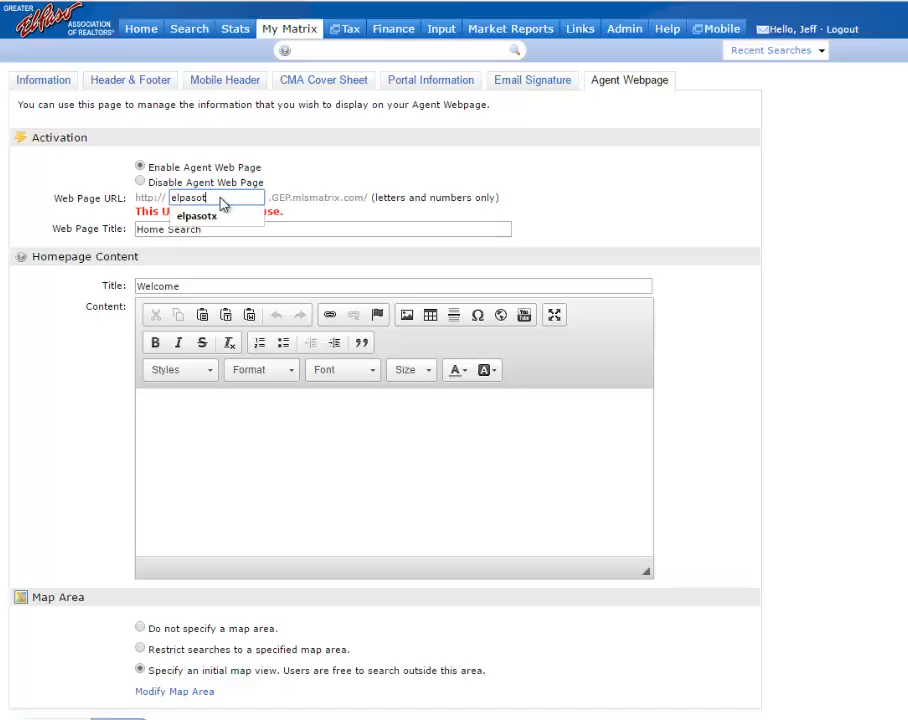 GREATER
El Paso
ASSOCIATION
OF REALTORS®
Home Search Stats My Matrix Tax Finance Input Market Reports Links Admin Help Mobile Hello, Jeff · Logout
Recent Searches
Information Header & Footer Mobile Header CMA Cover Sheet Portal Information Email Signature Agent Webpage
You can use this page to manage the information that you wish to display on your Agent Webpage.
Activation
Enable Agent Web Page
Disable Agent Web Page
Web Page URL: http:// elpasot .GEP.mlsmatrix.com/ (letters and numbers only)
This U se.
elpasotx
Web Page Title: Home Search
Homepage Content
Title: Welcome
Content:
B I S Tx
Styles Format Font Size A A
Map Area
Do not specify a map area.
Restrict searches to a specified map area.
Specify an initial map view. Users are free to search outside this area.
Modify Map Area